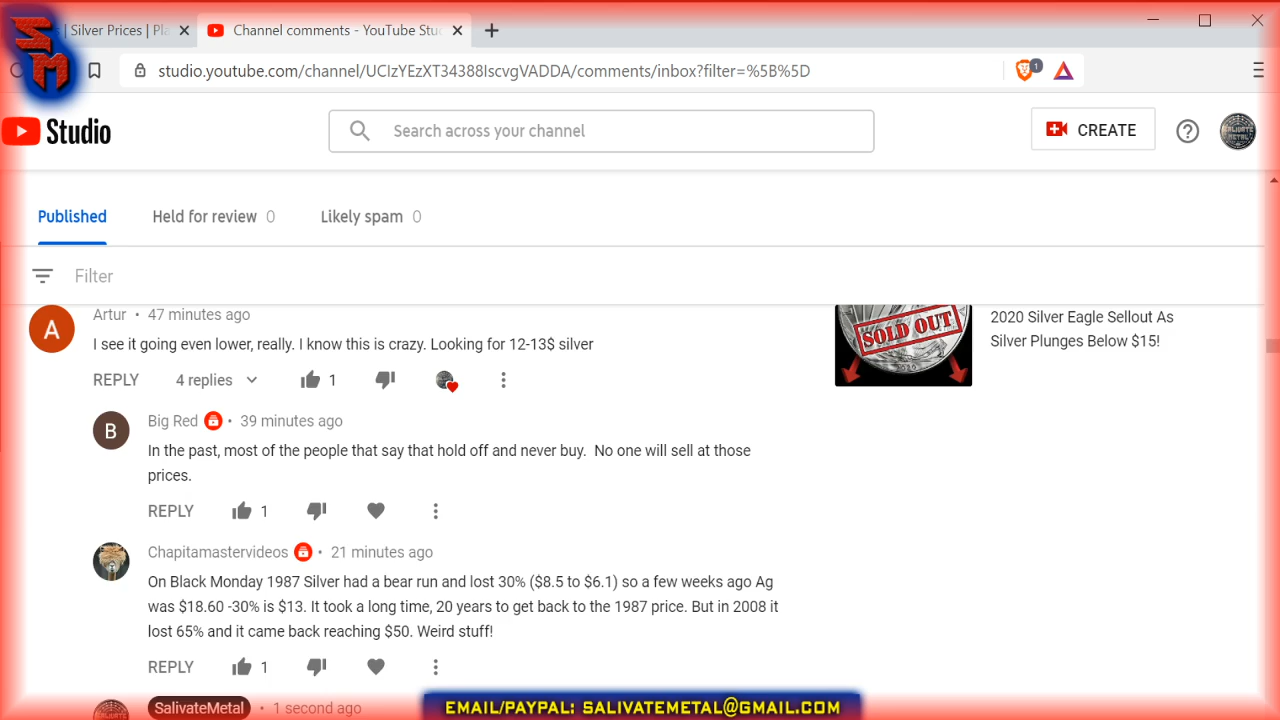 SM
| Silver Prices | Pla
Channel comments - YouTube Stud
studio.youtube.com/channel/UCIzYEzXT34388IscvgVADDA/comments/inbox?filter=%5B%5D
1
Studio
Search across your channel
CREATE
SALIVATE METAL
Published
Held for review 0
Likely spam 0
Filter
A
Artur • 47 minutes ago
I see it going even lower, really. I know this is crazy. Looking for 12-13$ silver
REPLY 4 replies 1
SOLD OUT
2020 Silver Eagle Sellout As
Silver Plunges Below $15!
B
Big Red • 39 minutes ago
In the past, most of the people that say that hold off and never buy.  No one will sell at those
prices.
REPLY 1
Chapitamastervideos • 21 minutes ago
On Black Monday 1987 Silver had a bear run and lost 30% ($8.5 to $6.1) so a few weeks ago Ag
was $18.60 -30% is $13. It took a long time, 20 years to get back to the 1987 price. But in 2008 it
lost 65% and it came back reaching $50. Weird stuff!
REPLY 1
SalivateMetal • 1 second ago
EMAIL/PAYPAL: SALIVATEMETAL@GMAIL.COM